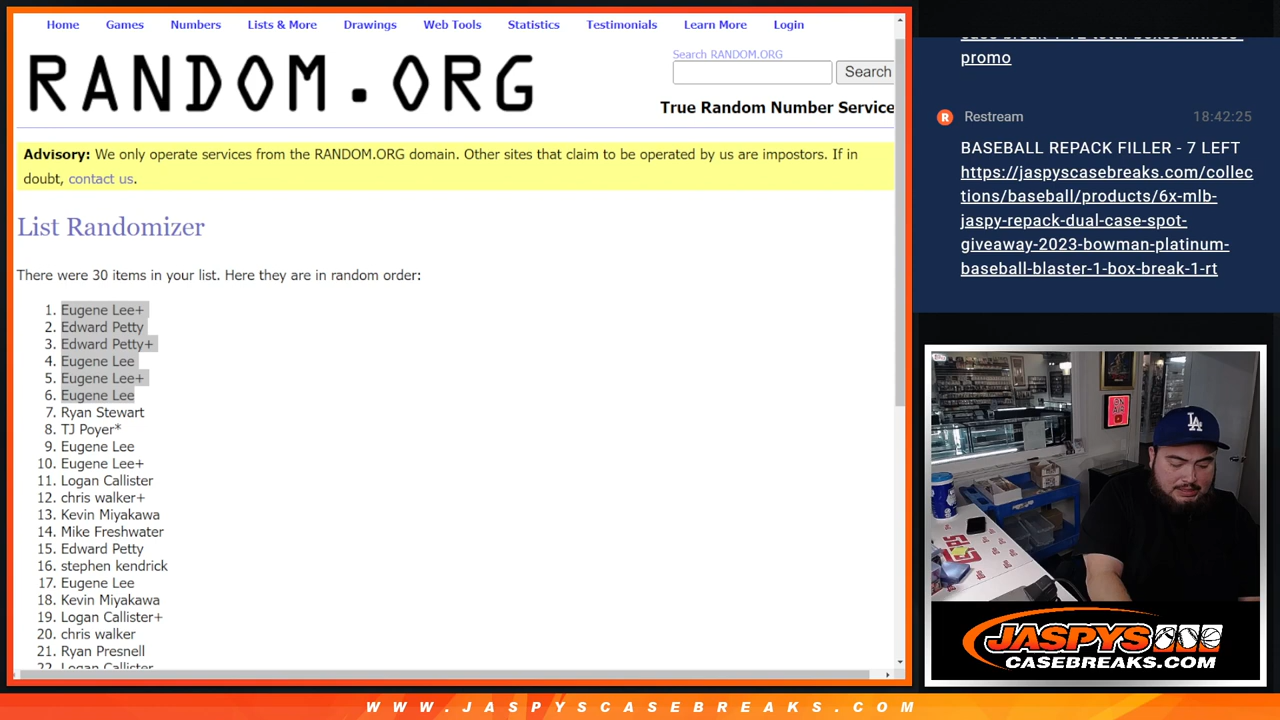 Home Games Numbers Lists & More Drawings Web Tools Statistics Testimonials Learn More Login
RANDOM.ORG
Search RANDOM.ORG
Search
True Random Number Service
Advisory: We only operate services from the RANDOM.ORG domain. Other sites that claim to be operated by us are impostors. If in
doubt, contact us.
List Randomizer
There were 30 items in your list. Here they are in random order:
1. Eugene Lee+
2. Edward Petty
3. Edward Petty+
4. Eugene Lee
5. Eugene Lee+
6. Eugene Lee
7. Ryan Stewart
8. TJ Poyer*
9. Eugene Lee
10. Eugene Lee+
11. Logan Callister
12. chris walker+
13. Kevin Miyakawa
14. Mike Freshwater
15. Edward Petty
16. stephen kendrick
17. Eugene Lee
18. Kevin Miyakawa
19. Logan Callister+
20. chris walker
21. Ryan Presnell
22. Logan Callister
promo
R Restream 18:42:25
BASEBALL REPACK FILLER - 7 LEFT
https://jaspyscasebreaks.com/collec
tions/baseball/products/6x-mlb-
jaspy-repack-dual-case-spot-
giveaway-2023-bowman-platinum-
baseball-blaster-1-box-break-1-rt
LA
JASPYS
CASEBREAKS.COM
WWW.JASPYSCASEBREAKS.COM